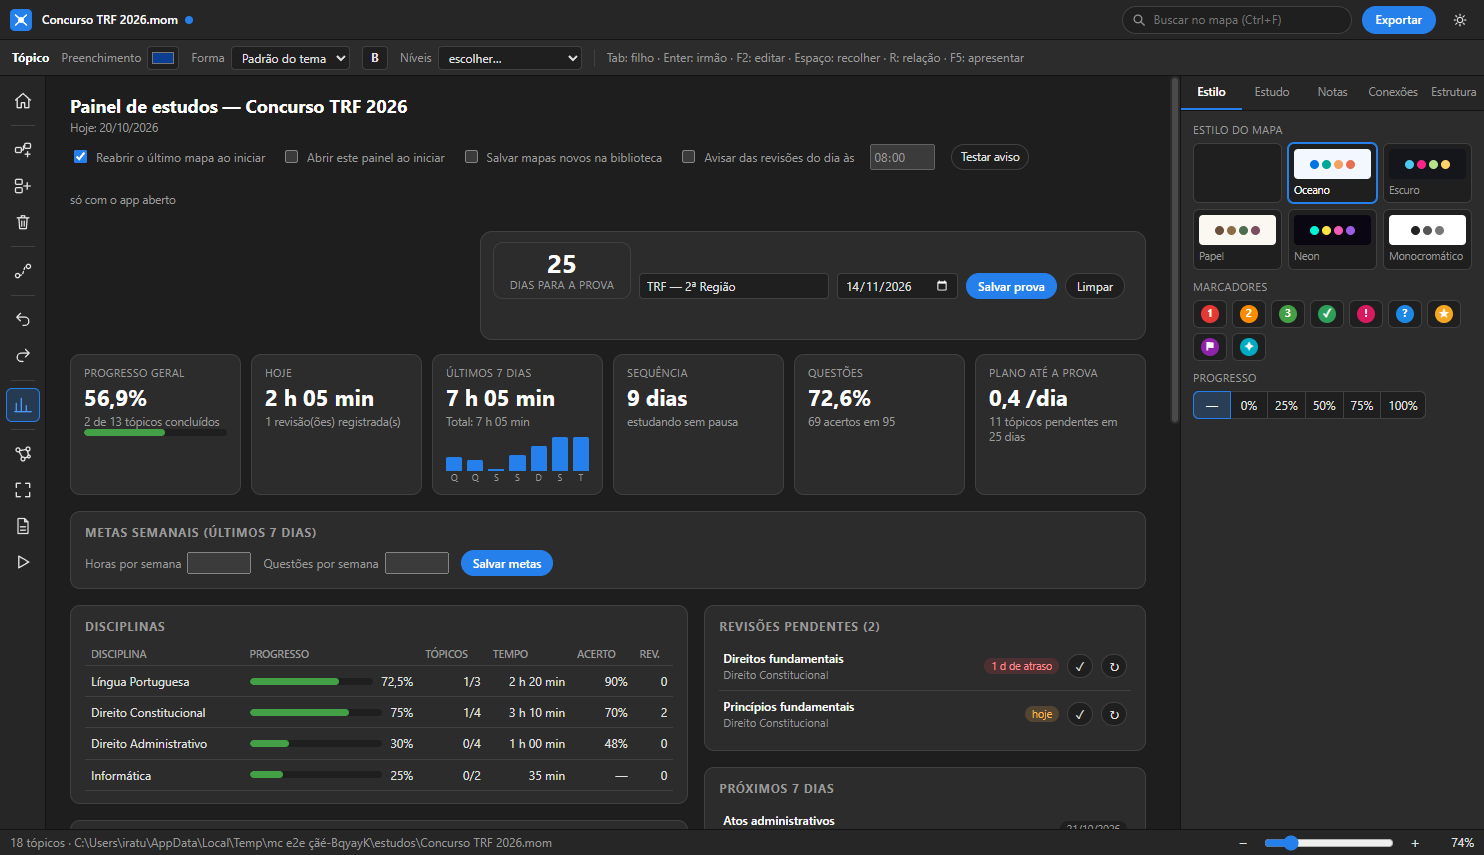 Concurso TRF 2026.mom
Buscar no mapa (Ctrl+F)
Exportar
Tópico Preenchimento Forma Padrão do tema B Níveis escolher... Tab: filho · Enter: irmão · F2: editar · Espaço: recolher · R: relação · F5: apresentar
Painel de estudos — Concurso TRF 2026
Hoje: 20/10/2026
Reabrir o último mapa ao iniciar Abrir este painel ao iniciar Salvar mapas novos na biblioteca Avisar das revisões do dia às 08:00 Testar aviso
só com o app aberto
25
DIAS PARA A PROVA
TRF — 2ª Região 14/11/2026 Salvar prova Limpar
PROGRESSO GERAL
56,9%
2 de 13 tópicos concluídos
HOJE
2 h 05 min
1 revisão(ões) registrada(s)
ÚLTIMOS 7 DIAS
7 h 05 min
Total: 7 h 05 min
Q Q S S D S T
SEQUÊNCIA
9 dias
estudando sem pausa
QUESTÕES
72,6%
69 acertos em 95
PLANO ATÉ A PROVA
0,4 /dia
11 tópicos pendentes em
25 dias
METAS SEMANAIS (ÚLTIMOS 7 DIAS)
Horas por semana Questões por semana Salvar metas
DISCIPLINAS
DISCIPLINA PROGRESSO TÓPICOS TEMPO ACERTO REV.
Língua Portuguesa 72,5% 1/3 2 h 20 min 90% 0
Direito Constitucional 75% 1/4 3 h 10 min 70% 2
Direito Administrativo 30% 0/4 1 h 00 min 48% 0
Informática 25% 0/2 35 min — 0
REVISÕES PENDENTES (2)
Direitos fundamentais
Direito Constitucional
1 d de atraso
Princípios fundamentais
Direito Constitucional
hoje
PRÓXIMOS 7 DIAS
Atos administrativos
21/10/2026
Estilo Estudo Notas Conexões Estrutura
ESTILO DO MAPA
Oceano
Escuro
Papel
Neon
Monocromático
MARCADORES
1 2 3 ✓ ! ? ★
PROGRESSO
— 0% 25% 50% 75% 100%
18 tópicos · C:\Users\iratu\AppData\Local\Temp\mc e2e çãé-BqyayK\estudos\Concurso TRF 2026.mom
− + 74%